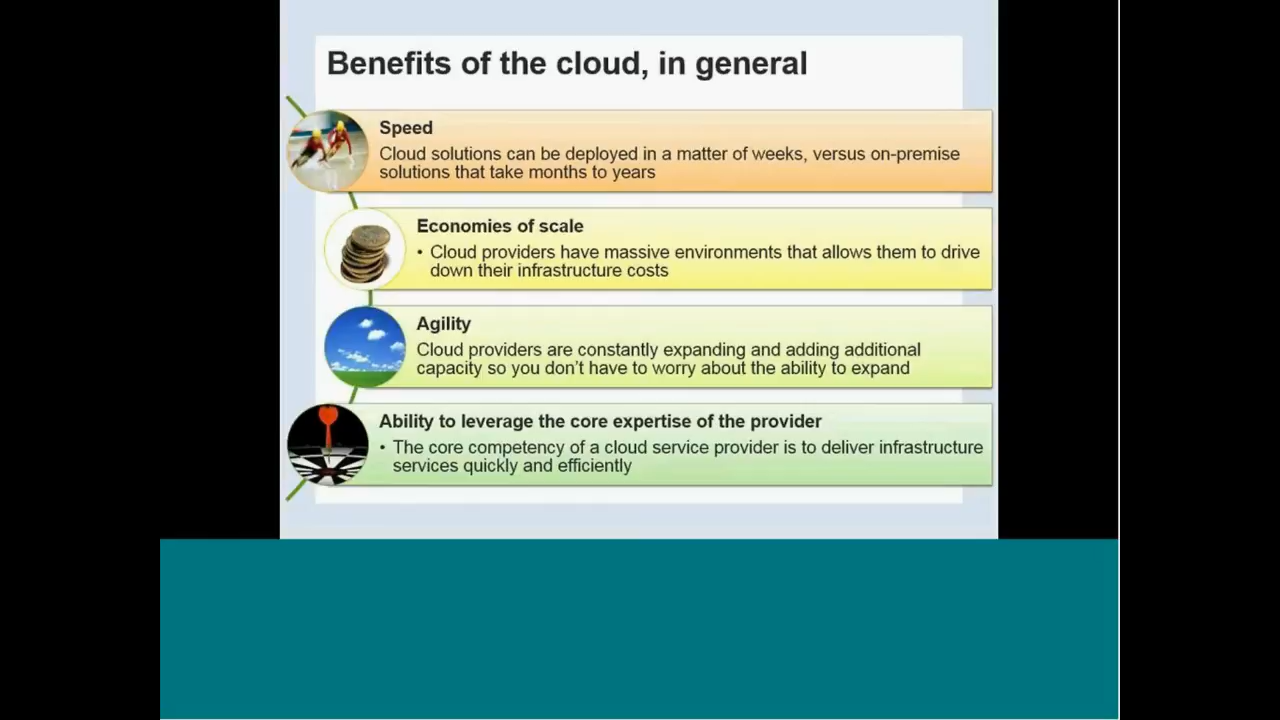 Benefits of the cloud, in general
Speed
Cloud solutions can be deployed in a matter of weeks, versus on-premise
solutions that take months to years
Economies of scale
• Cloud providers have massive environments that allows them to drive
down their infrastructure costs
Agility
Cloud providers are constantly expanding and adding additional
capacity so you don’t have to worry about the ability to expand
Ability to leverage the core expertise of the provider
• The core competency of a cloud service provider is to deliver infrastructure
services quickly and efficiently